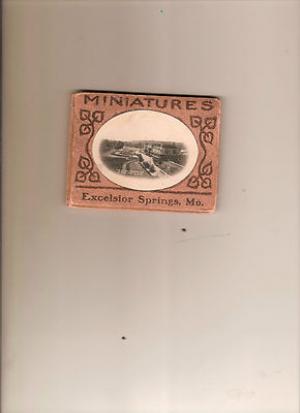 MINIATURES
Excelsior Springs, Mo.